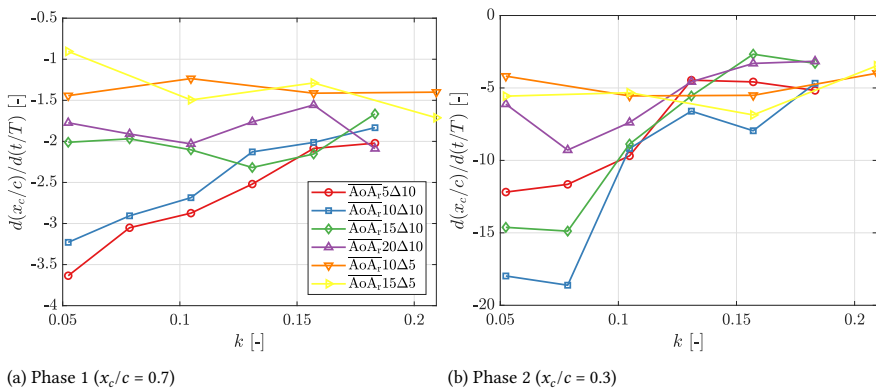 0
-0.5
-1
-1.5
-2
-2.5
-3
-3.5
-4
d(x_c/c)/d(t/T) [-]
0.05
0.1
0.15
0.2
k [-]
AoA_r5Δ10
AoA_r10Δ10
AoA_r15Δ10
AoA_r20Δ10
AoA_r10Δ5
AoA_r15Δ5
(a) Phase 1 (x_c/c = 0.7)
0
-5
-10
-15
-20
d(x_c/c)/d(t/T) [-]
0.05
0.1
0.15
0.2
k [-]
(b) Phase 2 (x_c/c = 0.3)